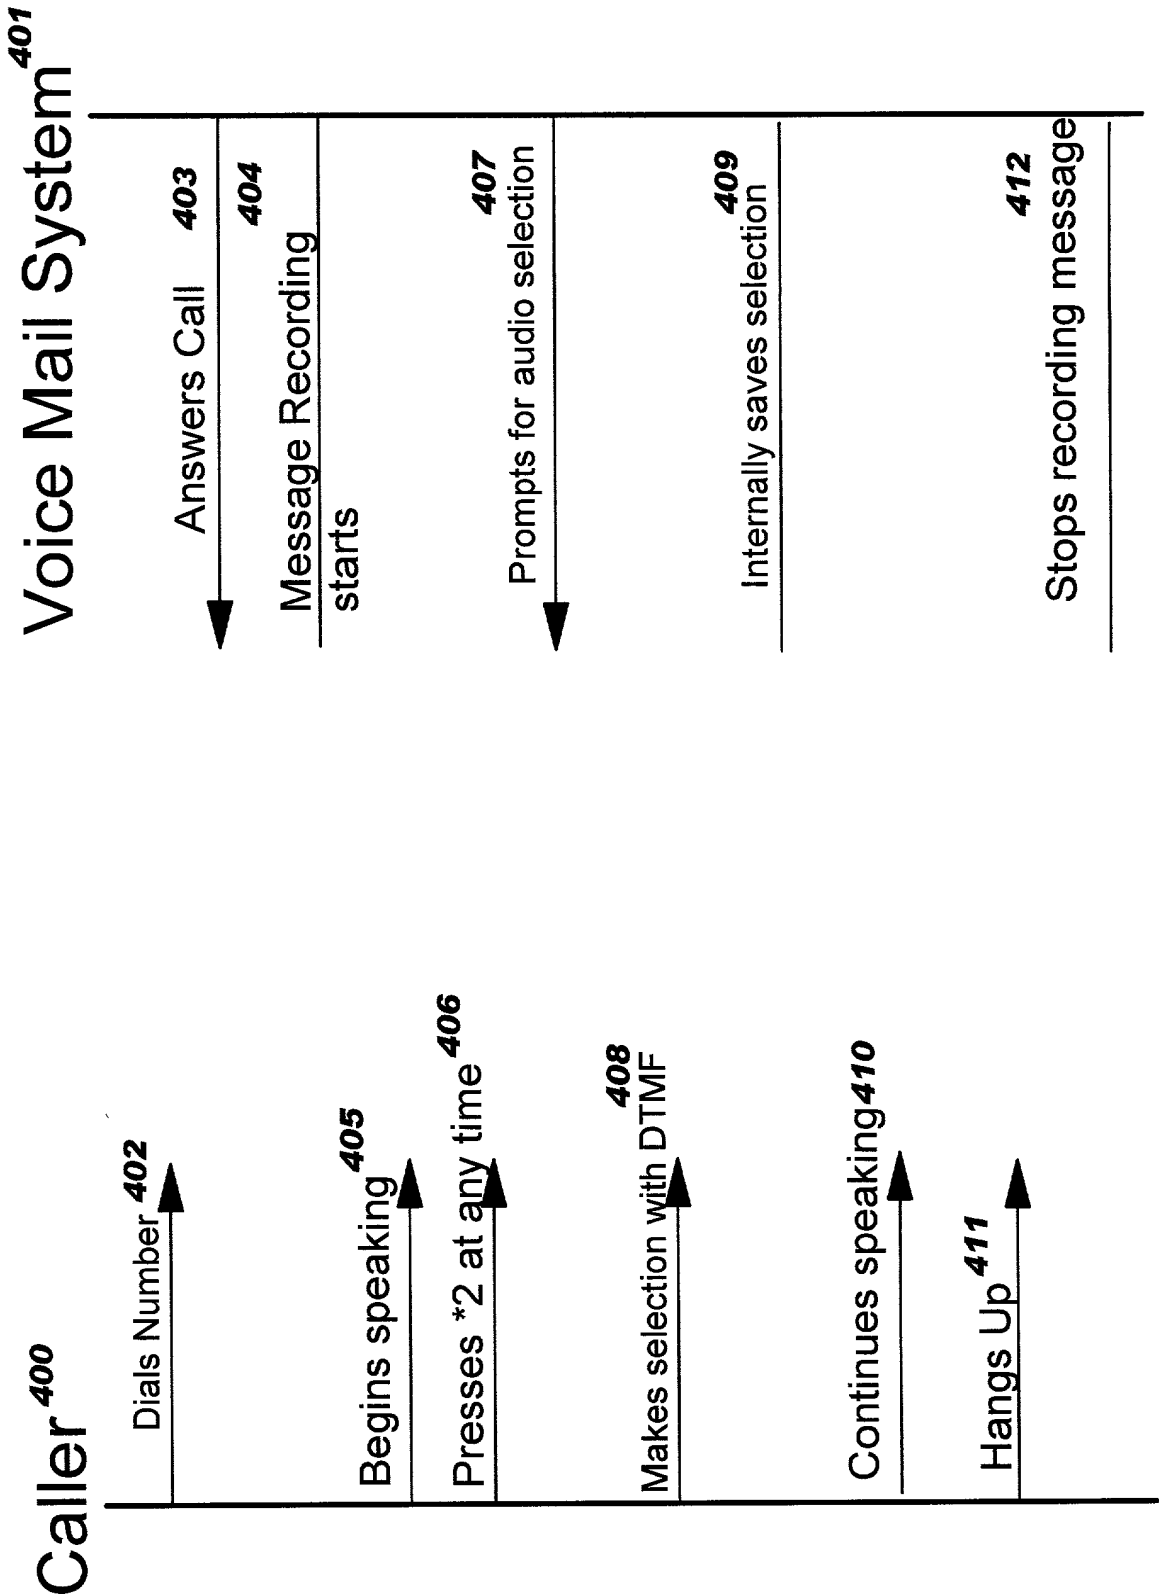 Caller 400
Voice Mail System 401
Dials Number 402
Answers Call 403
404
Message Recording
starts
Begins speaking 405
Presses *2 at any time 406
407
Prompts for audio selection
408
Makes selection with DTMF
409
Internally saves selection
Continues speaking 410
Hangs Up 411
412
Stops recording message